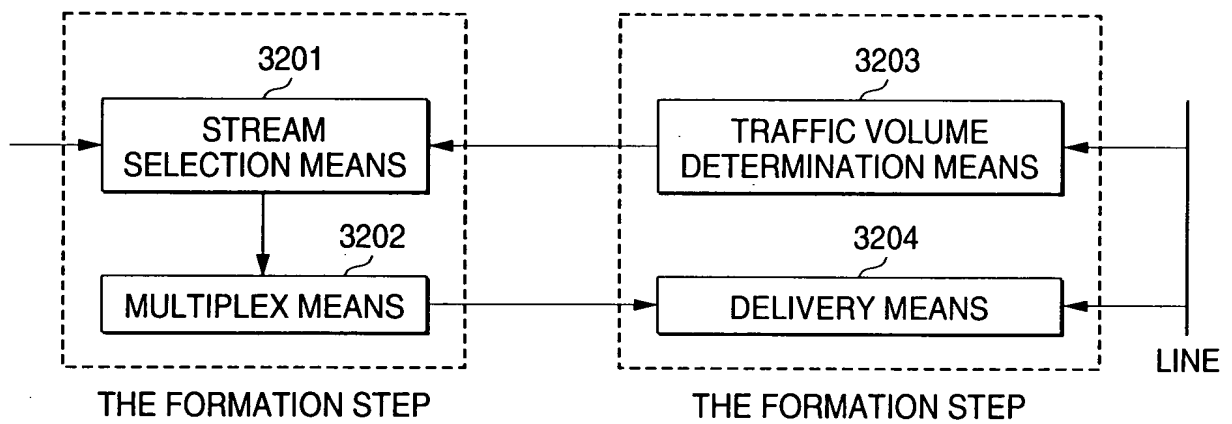 3201
STREAM
SELECTION MEANS
3203
TRAFFIC VOLUME
DETERMINATION MEANS
3202
MULTIPLEX MEANS
3204
DELIVERY MEANS
LINE
THE FORMATION STEP
THE FORMATION STEP